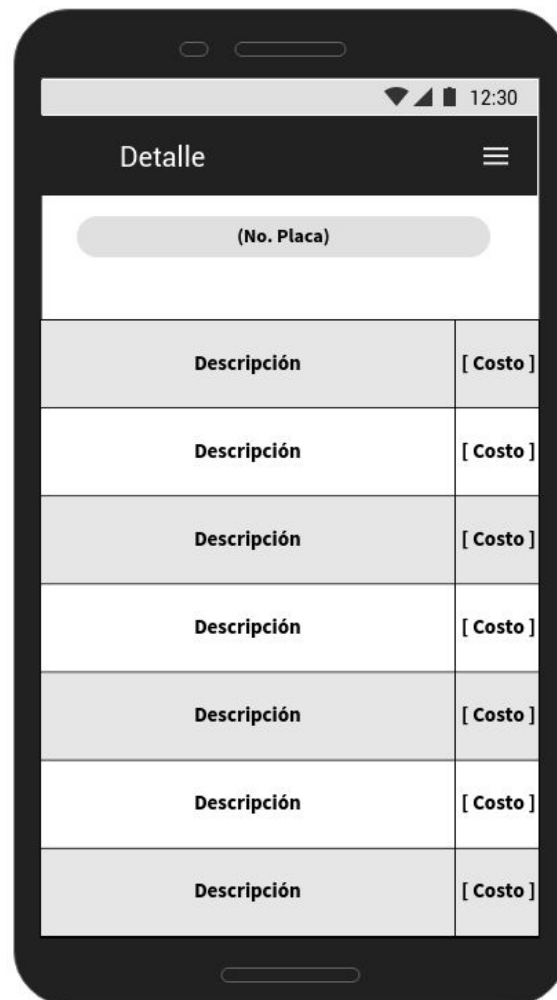 12:30
Detalle
(No. Placa)
Descripción [ Costo ]
Descripción [ Costo ]
Descripción [ Costo ]
Descripción [ Costo ]
Descripción [ Costo ]
Descripción [ Costo ]
Descripción [ Costo ]